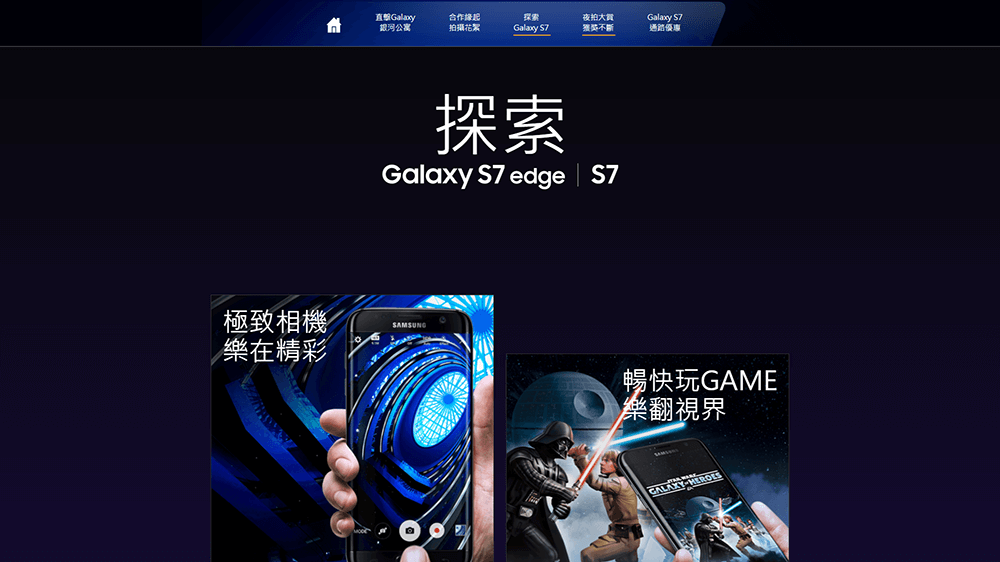 直擊Galaxy
銀河公寓
合作緣起
拍攝花絮
探索
Galaxy S7
夜拍大賞
獲獎不斷
Galaxy S7
通路優惠
探索
Galaxy S7 edge | S7
極致相機
樂在精彩
SAMSUNG
MODE
暢快玩GAME
樂翻視界
SAMSUNG
STAR WARS
GALAXY OF HEROES